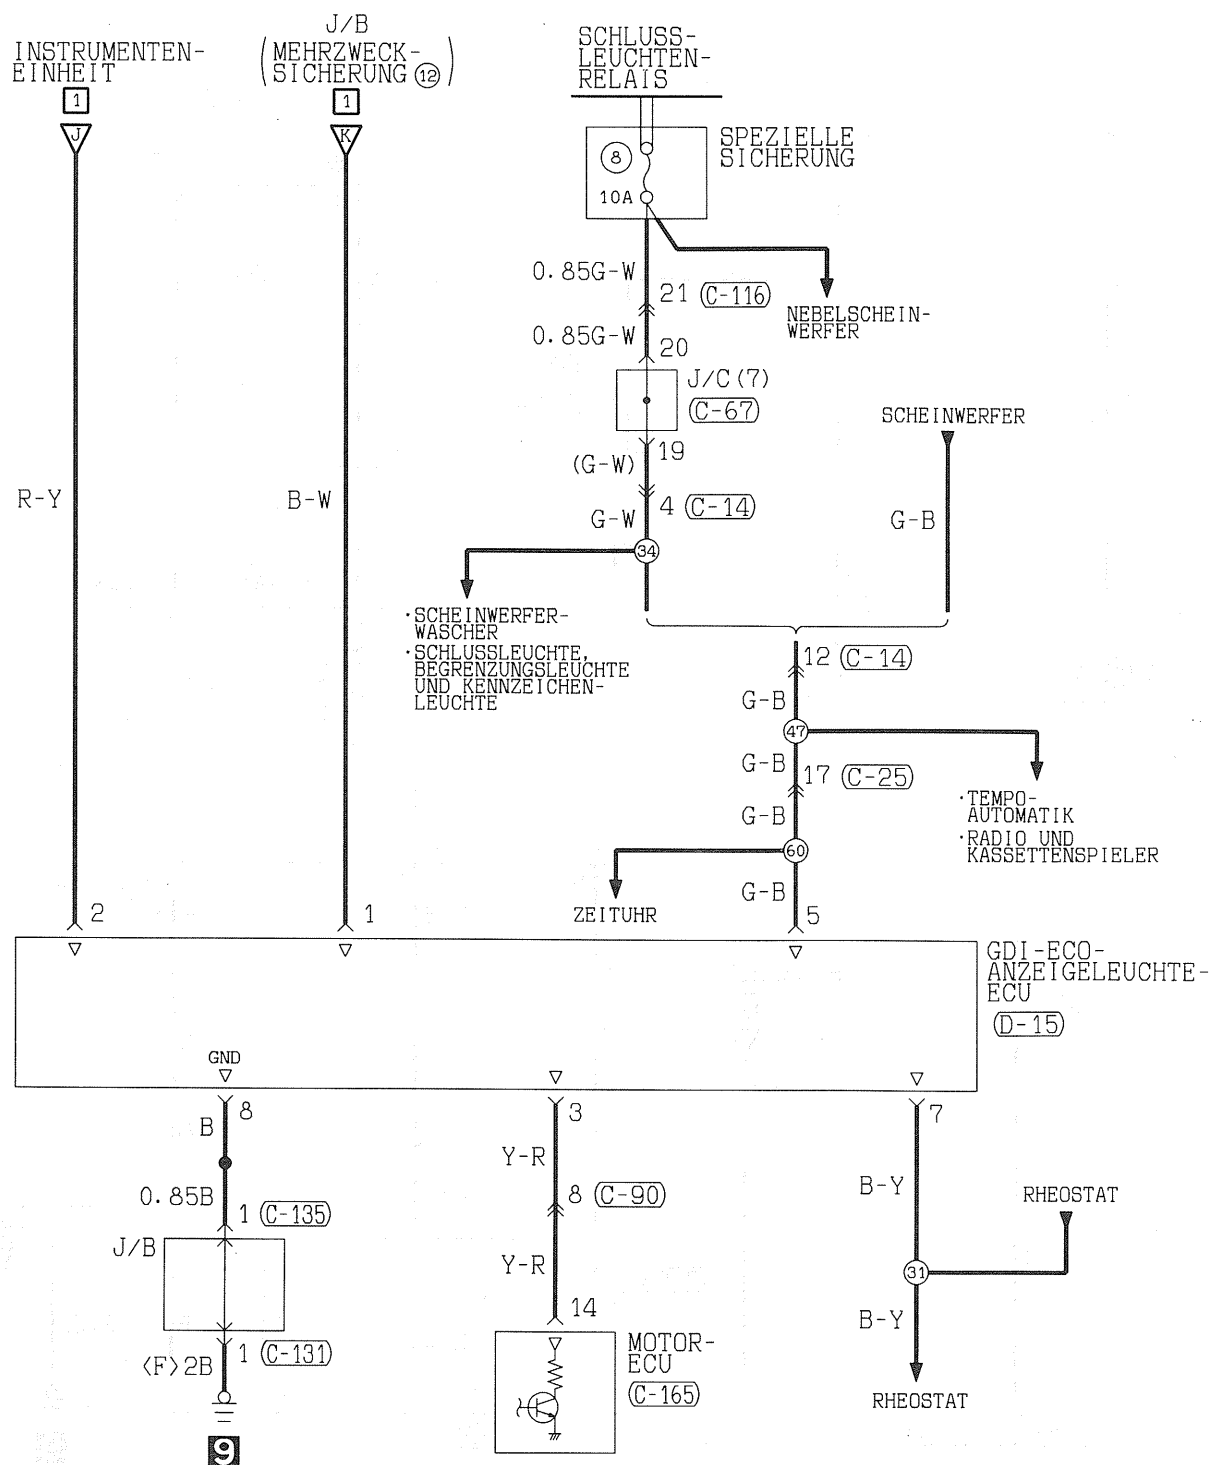 J/B
INSTRUMENTEN-
EINHEIT
(MEHRZWECK-
SICHERUNG ⑫)
1
1
J
K
SCHLUSS-
LEUCHTEN-
RELAIS
SPEZIELLE
SICHERUNG
8
10A
0.85G-W
21 C-116
NEBELSCHEIN-
WERFER
0.85G-W
20
J/C(7)
C-67
SCHEINWERFER
19
(G-W)
R-Y
B-W
4 C-14
G-W
G-B
34
·SCHEINWERFER-
WASCHER
·SCHLUSSLEUCHTE,
BEGRENZUNGSLEUCHTE
UND KENNZEICHEN-
LEUCHTE
12 C-14
G-B
47
G-B
17 C-25
G-B
·TEMPO-
AUTOMATIK
·RADIO UND
KASSETTENSPIELER
60
G-B
ZEITUHR
2
1
5
GDI-ECO-
ANZEIGELEUCHTE-
ECU
D-15
GND
8
3
7
B
Y-R
B-Y
0.85B
1 C-135
8 C-90
RHEOSTAT
J/B
Y-R
31
14
B-Y
1 C-131
<F>2B
MOTOR-
ECU
C-165
RHEOSTAT
9